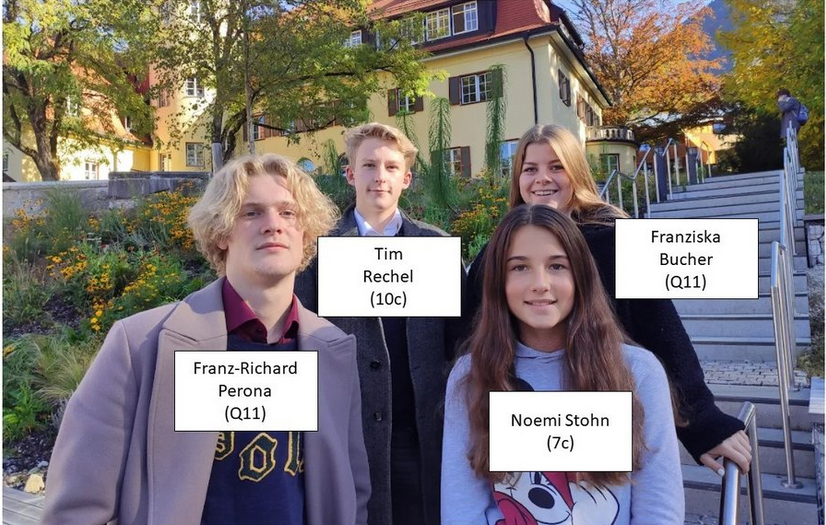 Tim
Rechel
(10c)
Franziska
Bucher
(Q11)
Franz-Richard
Perona
(Q11)
Noemi Stohn
(7c)